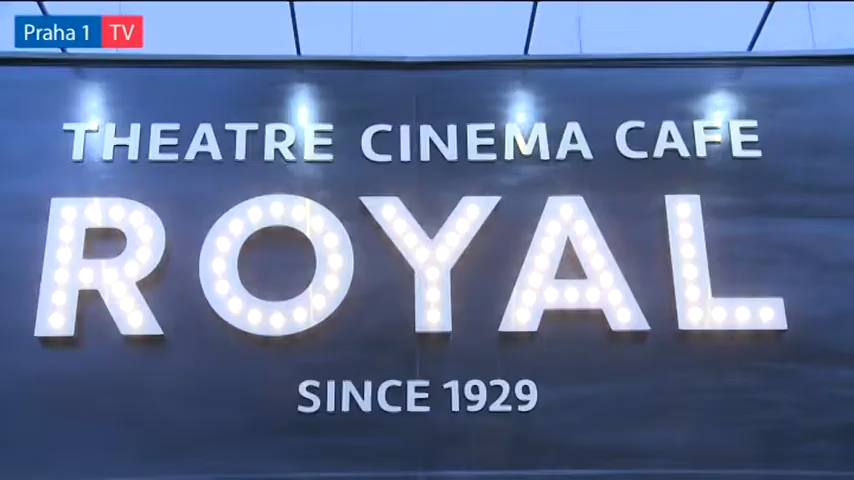 Praha 1 TV
THEATRE CINEMA CAFE
ROYAL
SINCE 1929